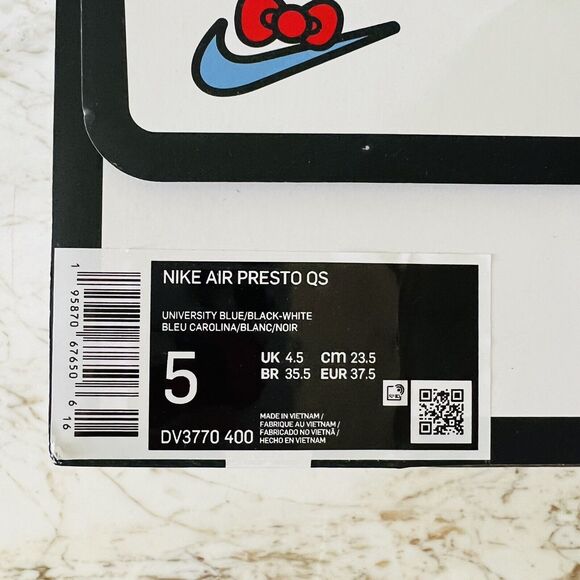 NIKE AIR PRESTO QS
UNIVERSITY BLUE/BLACK-WHITE
BLEU CAROLINA/BLANC/NOIR
5
UK 4.5 cm 23.5
BR 35.5 EUR 37.5
DV3770 400
MADE IN VIETNAM/
FABRIQUE AU VIETNAM/
FABRICADO NO VIETNÃ/
HECHO EN VIETNAM
1 95870 67650 6 16